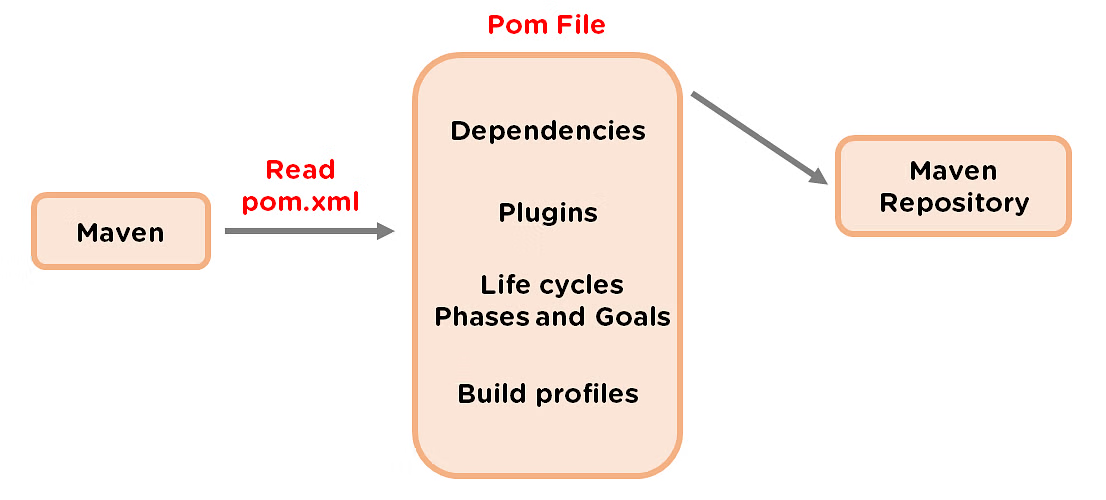 Pom File
Dependencies
Plugins
Life cycles
Phases and Goals
Build profiles
Read
pom.xml
Maven
Maven
Repository